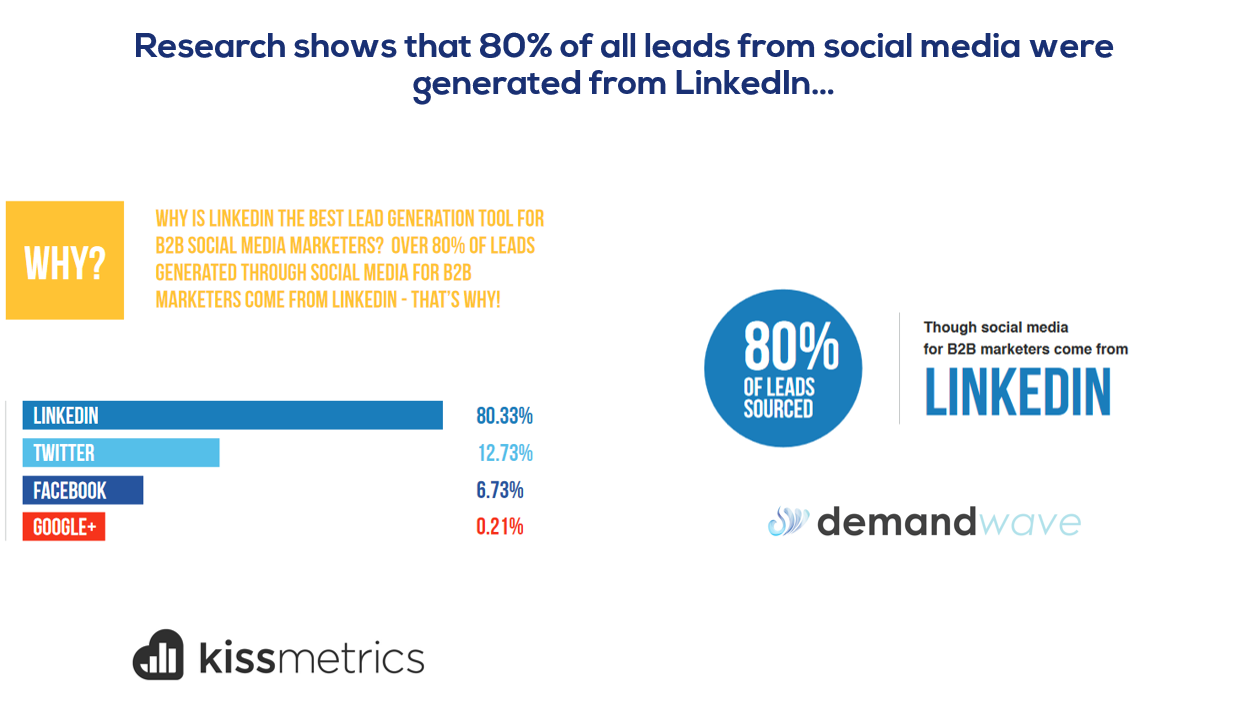 Research shows that 80% of all leads from social media were
generated from LinkedIn...
WHY?
WHY IS LINKEDIN THE BEST LEAD GENERATION TOOL FOR
B2B SOCIAL MEDIA MARKETERS? OVER 80% OF LEADS
GENERATED THROUGH SOCIAL MEDIA FOR B2B
MARKETERS COME FROM LINKEDIN - THAT'S WHY!
LINKEDIN 80.33%
TWITTER 12.73%
FACEBOOK 6.73%
GOOGLE+ 0.21%
kissmetrics
80%
OF LEADS
SOURCED
Though social media
for B2B marketers come from
LINKEDIN
demandwave